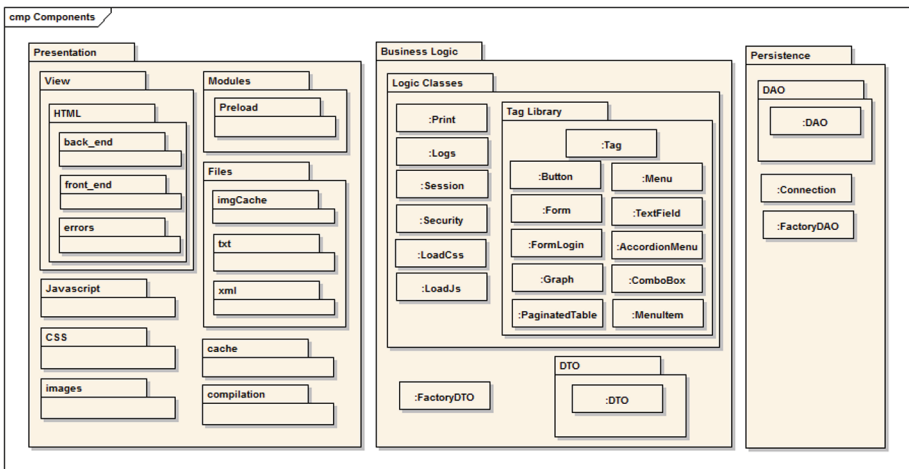 cmp Components
Presentation
View
HTML
back_end
front_end
errors
Javascript
CSS
images
Modules
Preload
Files
imgCache
txt
xml
cache
compilation
Business Logic
Logic Classes
:Print
:Logs
:Session
:Security
:LoadCss
:LoadJs
Tag Library
:Tag
:Button
:Menu
:Form
:TextField
:FormLogin
:AccordionMenu
:Graph
:ComboBox
:PaginatedTable
:MenuItem
:FactoryDTO
DTO
:DTO
Persistence
DAO
:DAO
:Connection
:FactoryDAO